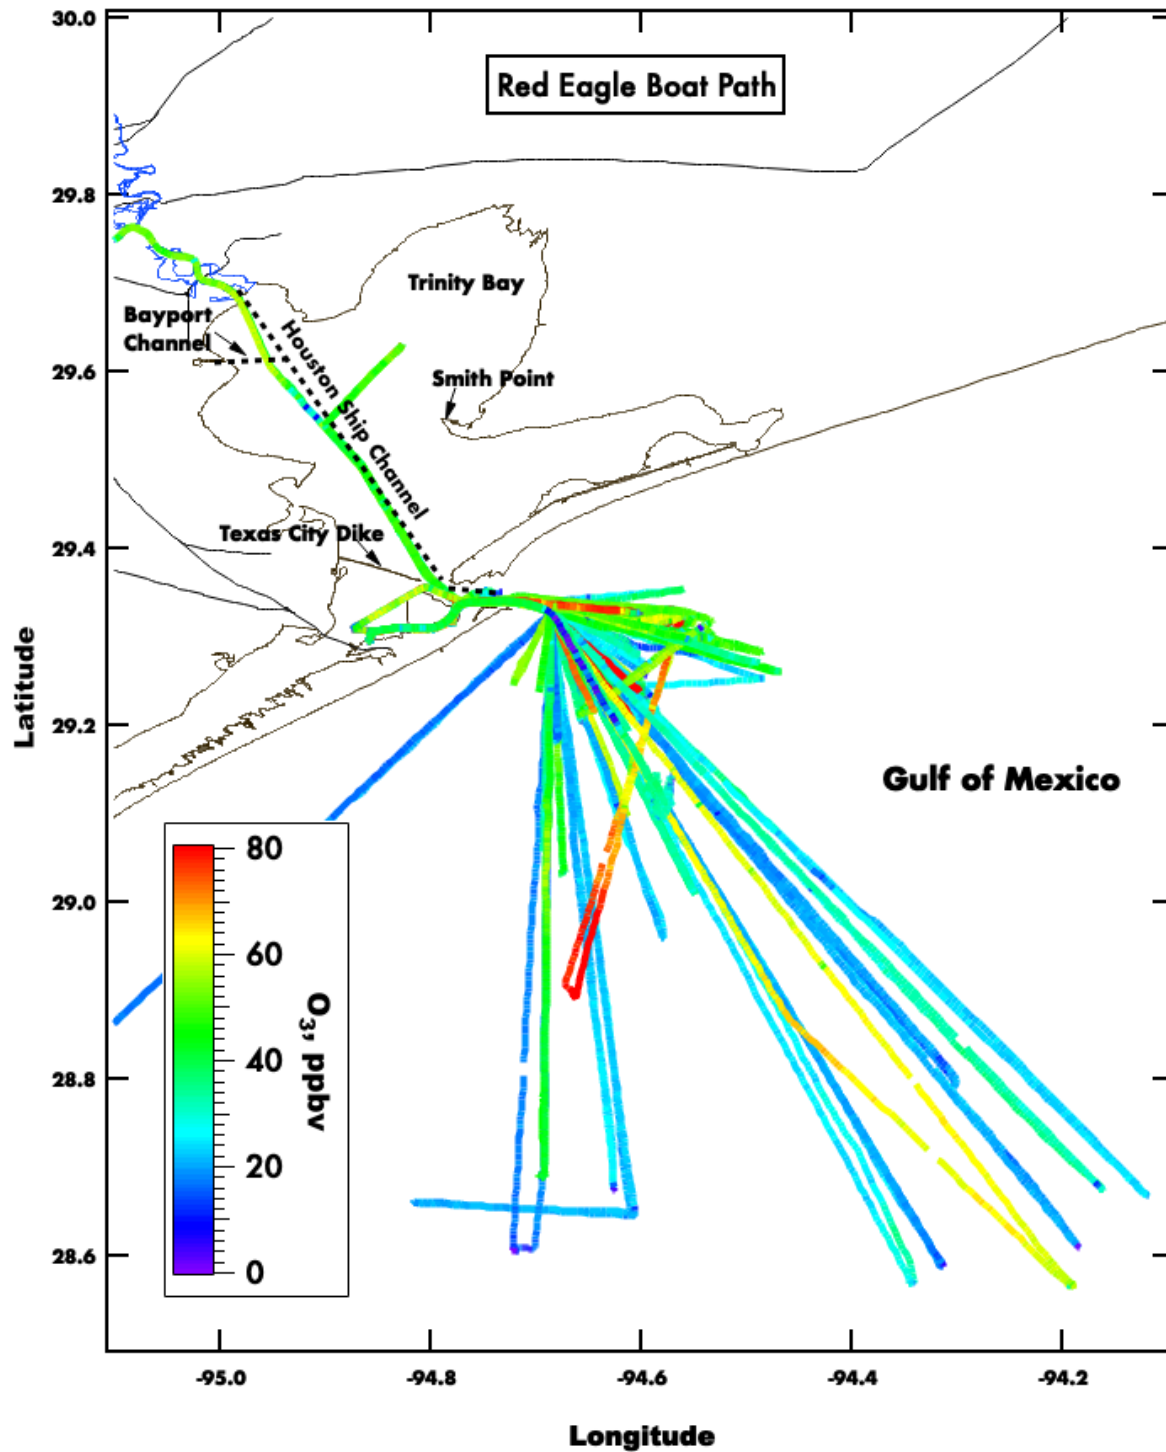 Red Eagle Boat Path
30.0
29.8
29.6
29.4
29.2
29.0
28.8
28.6
Latitude
Trinity Bay
Bayport
Channel
Houston Ship Channel
Smith Point
Texas City Dike
Gulf of Mexico
80
60
40
20
0
O3, ppbv
-95.0
-94.8
-94.6
-94.4
-94.2
Longitude